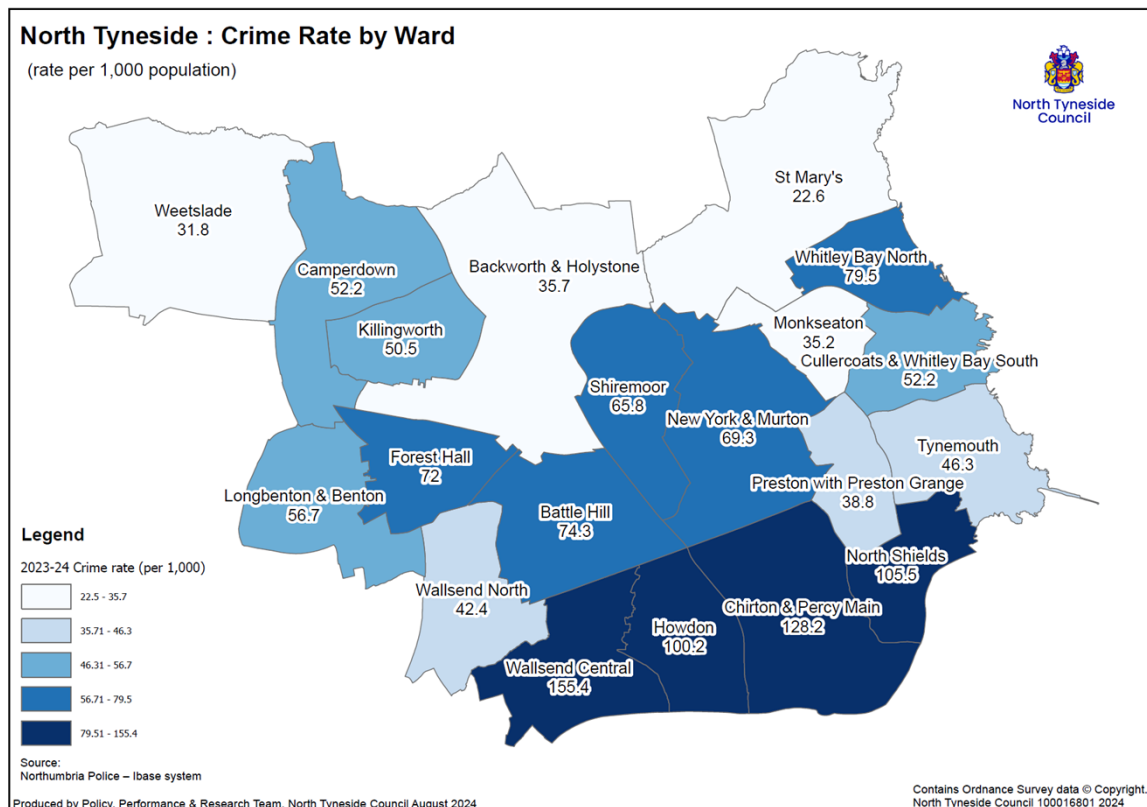 North Tyneside : Crime Rate by Ward
(rate per 1,000 population)
North Tyneside
Council
St Mary's
22.6
Weetslade
31.8
Whitley Bay North
79.5
Camperdown
52.2
Backworth & Holystone
35.7
Killingworth
50.5
Monkseaton
35.2
Cullercoats & Whitley Bay South
52.2
Shiremoor
65.8
New York & Murton
69.3
Tynemouth
46.3
Forest Hall
72
Preston with Preston Grange
38.8
Longbenton & Benton
56.7
Battle Hill
74.3
North Shields
105.5
Wallsend North
42.4
Chirton & Percy Main
128.2
Howdon
100.2
Wallsend Central
155.4
Legend
2023-24 Crime rate (per 1,000)
22.5 - 35.7
35.71 - 46.3
46.31 - 56.7
56.71 - 79.5
79.51 - 155.4
Source:
Northumbria Police – Ibase system
Produced by Policy, Performance & Research Team, North Tyneside Council August 2024
Contains Ordnance Survey data © Copyright.
North Tyneside Council 100016801 2024